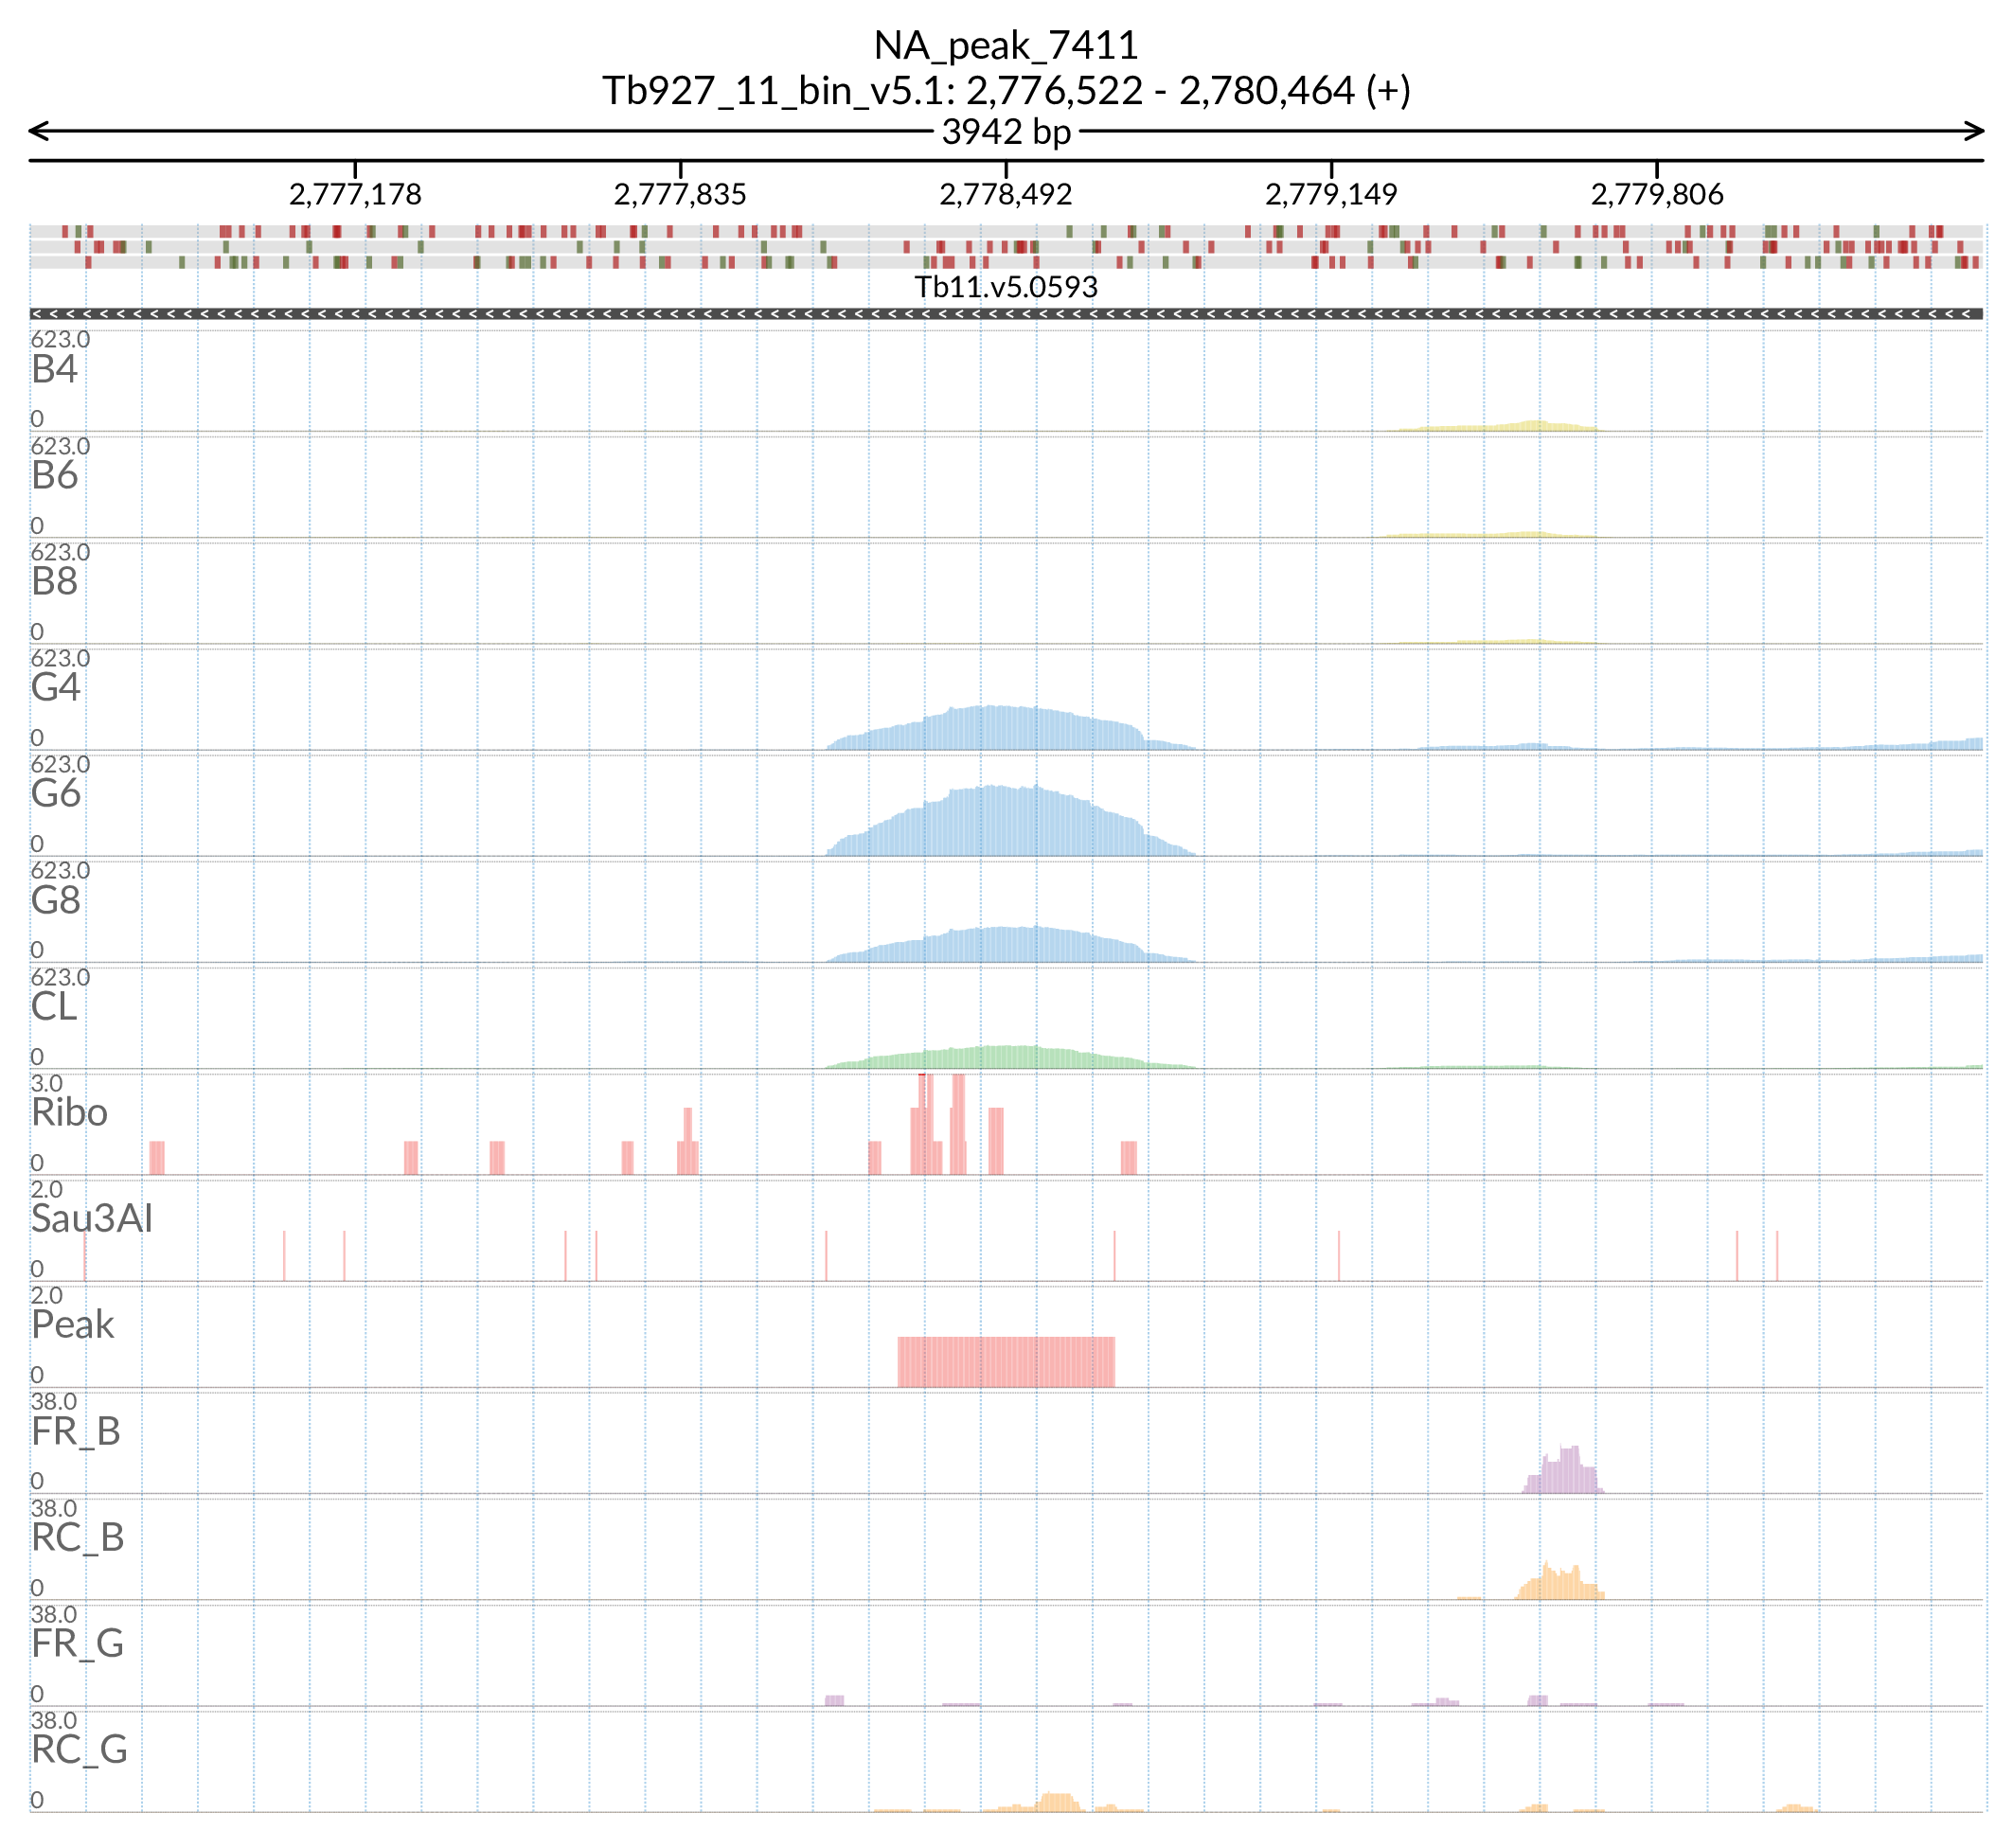 NA_peak_7411
Tb927_11_bin_v5.1: 2,776,522 - 2,780,464 (+)
3942 bp
2,777,178 2,777,835 2,778,492 2,779,149 2,779,806
Tb11.v5.0593
623.0
B4
0
623.0
B6
0
623.0
B8
0
623.0
G4
0
623.0
G6
0
623.0
G8
0
623.0
CL
0
3.0
Ribo
0
2.0
Sau3AI
0
2.0
Peak
0
38.0
FR_B
0
38.0
RC_B
0
38.0
FR_G
0
38.0
RC_G
0